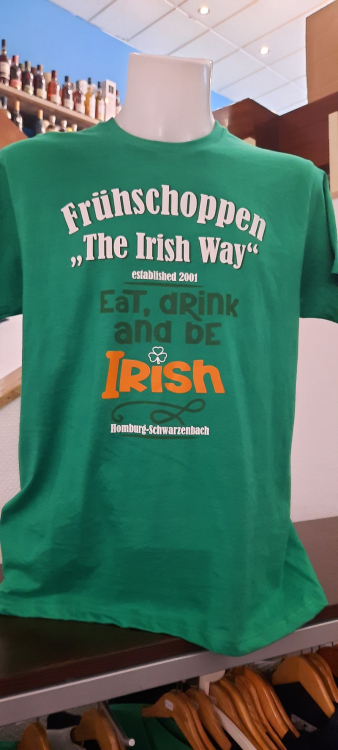 Frühschoppen
„The Irish Way“
established 2001
Eat, drink
and be
Irish
Homburg-Schwarzenbach